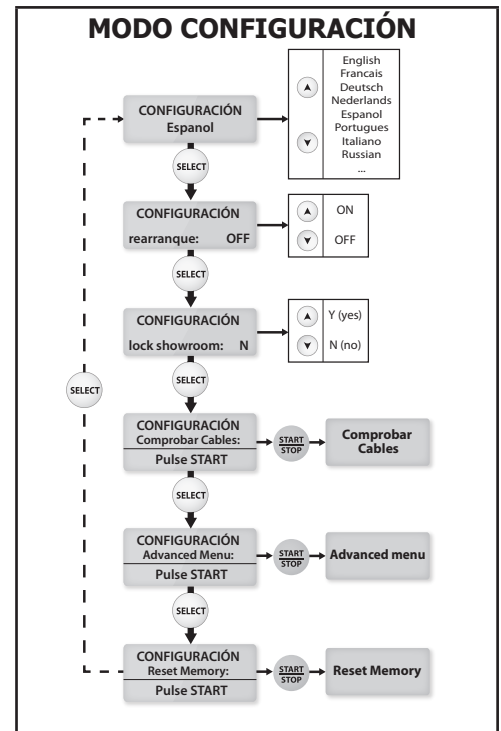 MODO CONFIGURACIÓN
CONFIGURACIÓN
Espanol
English
Francais
Deutsch
Nederlands
Espanol
Portugues
Italiano
Russian
...
SELECT
CONFIGURACIÓN
rearranque: OFF
ON
OFF
SELECT
CONFIGURACIÓN
lock showroom: N
Y (yes)
N (no)
SELECT
SELECT
CONFIGURACIÓN
Comprobar Cables:
Pulse START
START
STOP
Comprobar
Cables
SELECT
CONFIGURACIÓN
Advanced Menu:
Pulse START
START
STOP
Advanced menu
SELECT
CONFIGURACIÓN
Reset Memory:
Pulse START
START
STOP
Reset Memory